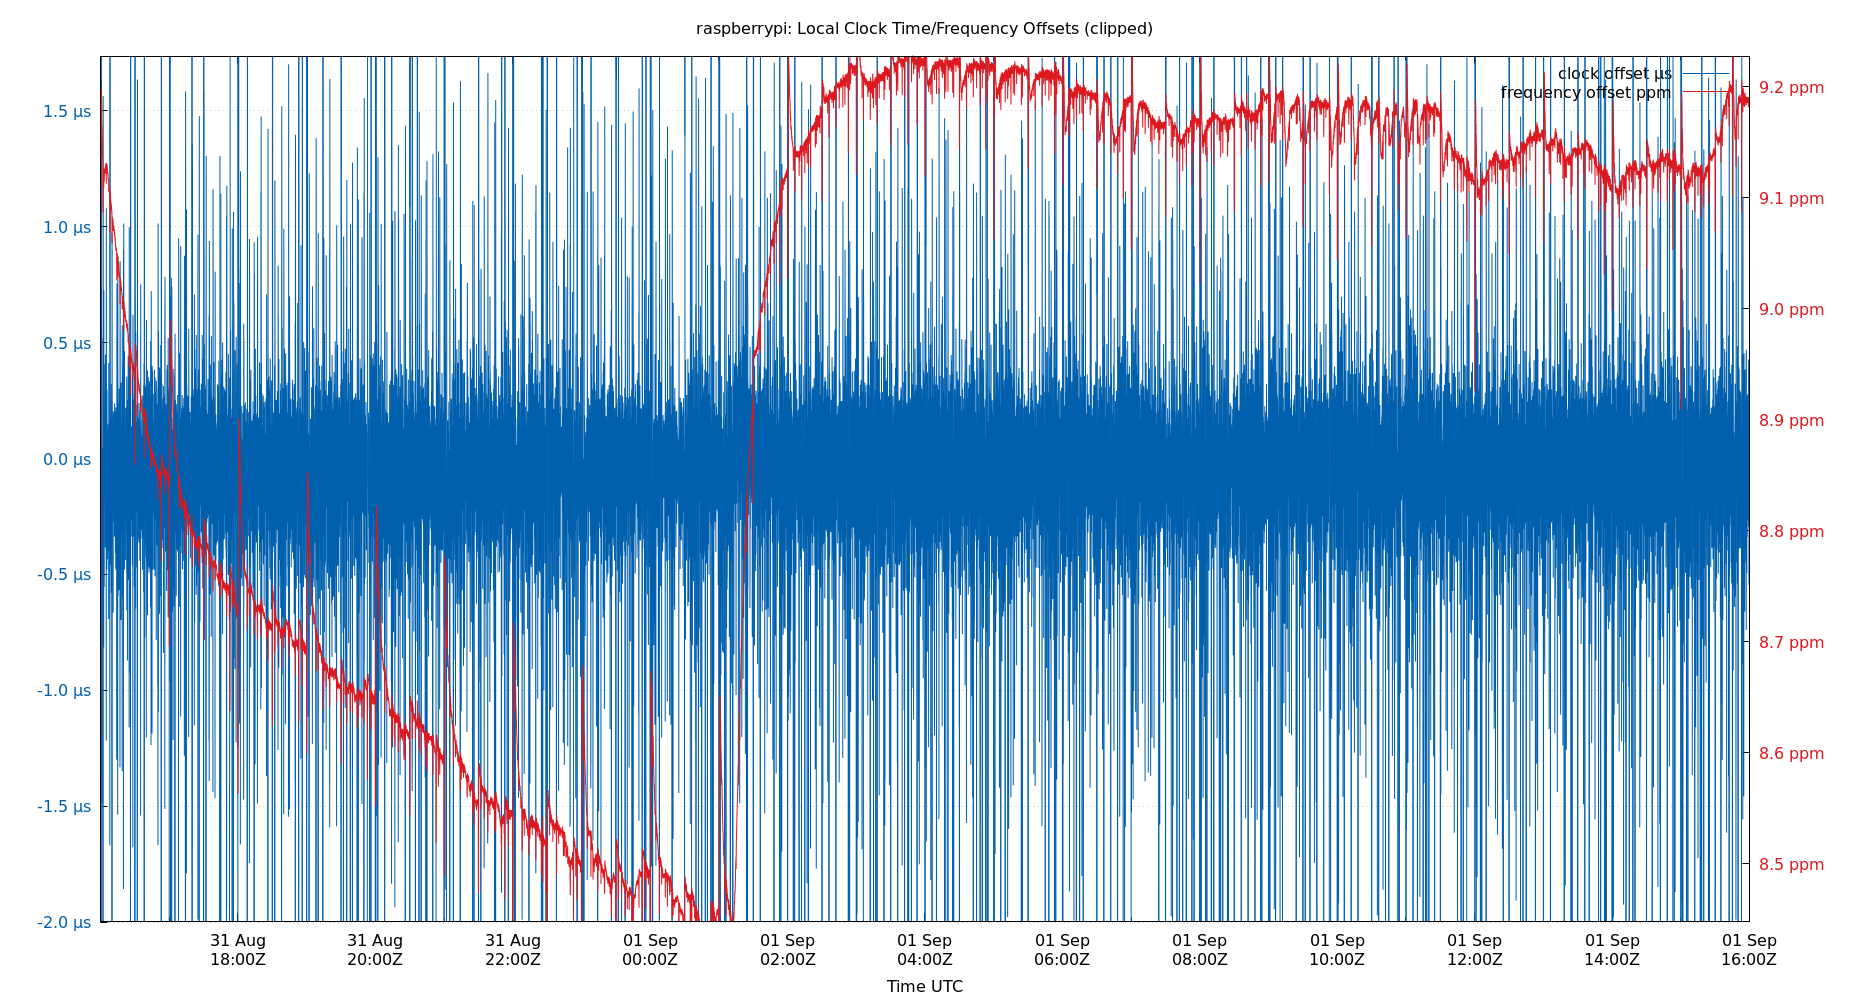 raspberrypi: Local Clock Time/Frequency Offsets (clipped)
clock offset µs
frequency offset ppm
1.5 µs
1.0 µs
0.5 µs
0.0 µs
-0.5 µs
-1.0 µs
-1.5 µs
-2.0 µs
9.2 ppm
9.1 ppm
9.0 ppm
8.9 ppm
8.8 ppm
8.7 ppm
8.6 ppm
8.5 ppm
31 Aug 31 Aug 31 Aug 01 Sep 01 Sep 01 Sep 01 Sep 01 Sep 01 Sep 01 Sep 01 Sep 01 Sep
18:00Z 20:00Z 22:00Z 00:00Z 02:00Z 04:00Z 06:00Z 08:00Z 10:00Z 12:00Z 14:00Z 16:00Z
Time UTC